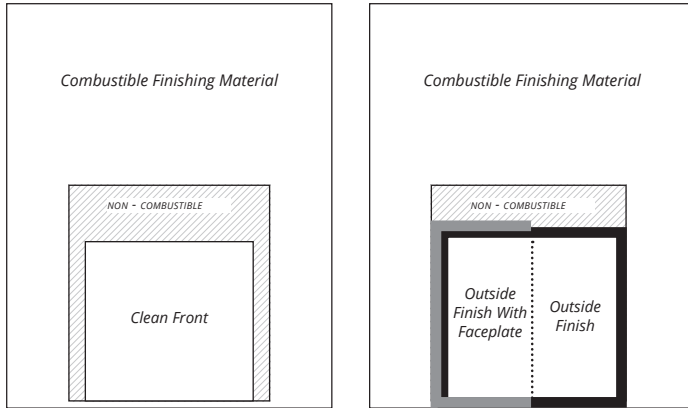 Combustible Finishing Material
NON - COMBUSTIBLE
Clean Front
Combustible Finishing Material
NON - COMBUSTIBLE
Outside
Finish With
Faceplate
Outside
Finish